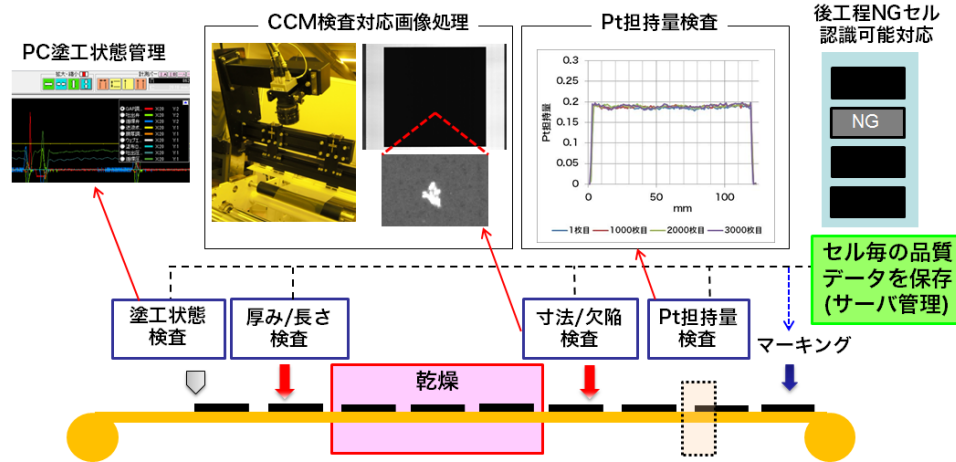 PC塗工状態管理
CCM検査対応画像処理
Pt担持量検査
後工程NGセル
認識可能対応
拡大・縮小
Pt担持量
0.3
0.25
0.2
0.15
0.1
0.05
0
0
50
100
mm
1枚目
1000枚目
2000枚目
3000枚目
NG
セル毎の品質
データを保存
(サーバ管理)
塗工状態
検査
厚み/長さ
検査
寸法/欠陥
検査
Pt担持量
検査
マーキング
乾燥